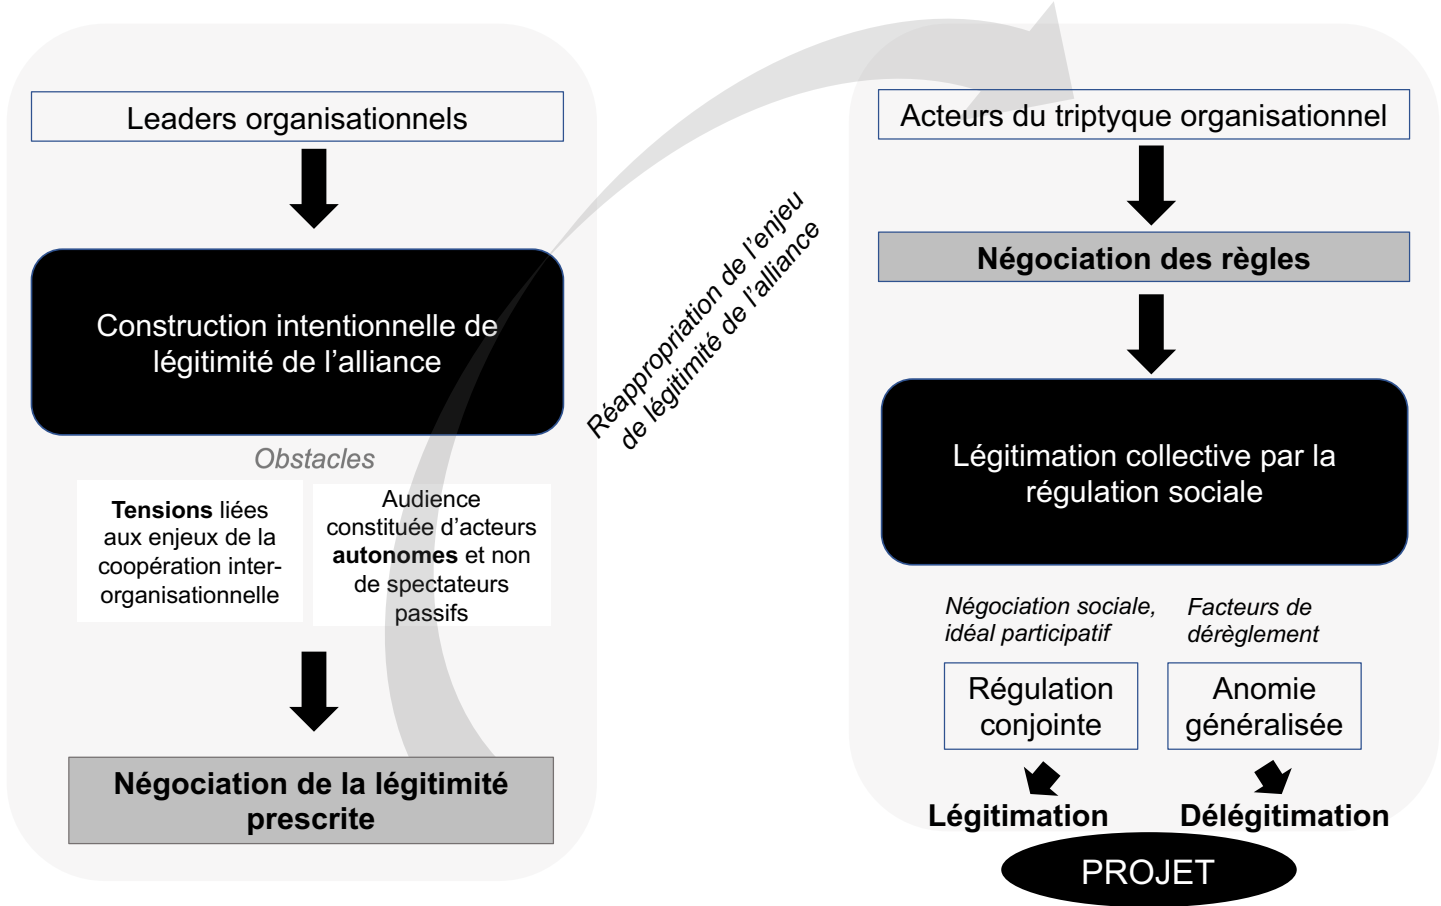 Leaders organisationnels
Construction intentionnelle de
légitimité de l’alliance
Obstacles
Tensions liées
aux enjeux de la
coopération inter-
organisationnelle
Audience
constituée d’acteurs
autonomes et non
de spectateurs
passifs
Négociation de la légitimité
prescrite
Réappropriation de l’enjeu
de légitimité de l’alliance
Acteurs du triptyque organisationnel
Négociation des règles
Légitimation collective par la
régulation sociale
Négociation sociale,
idéal participatif
Facteurs de
dérèglement
Régulation
conjointe
Anomie
généralisée
Légitimation
Délégitimation
PROJET